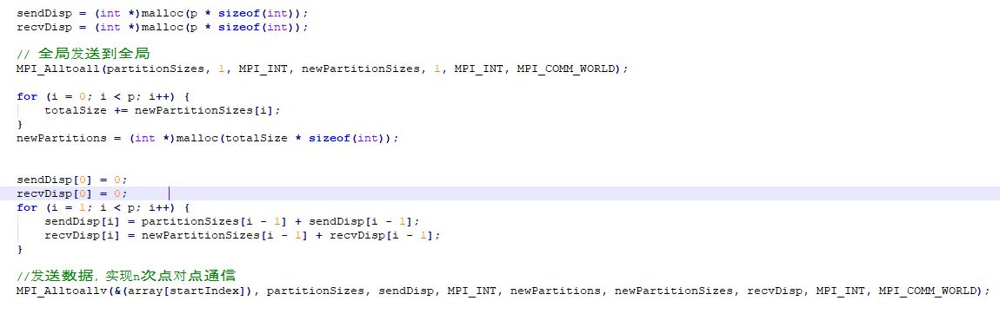 sendDisp = (int *)malloc(p * sizeof(int));
recvDisp = (int *)malloc(p * sizeof(int));
// 全局发送到全局
MPI_Alltoall(partitionSizes, 1, MPI_INT, newPartitionSizes, 1, MPI_INT, MPI_COMM_WORLD);
for (i = 0; i < p; i++) {
totalSize += newPartitionSizes[i];
}
newPartitions = (int *)malloc(totalSize * sizeof(int));
sendDisp[0] = 0;
recvDisp[0] = 0;
for (i = 1; i < p; i++) {
sendDisp[i] = partitionSizes[i - 1] + sendDisp[i - 1];
recvDisp[i] = newPartitionSizes[i - 1] + recvDisp[i - 1];
}
//发送数据, 实现n次点对点通信
MPI_Alltoallv(&(array[startIndex]), partitionSizes, sendDisp, MPI_INT, newPartitions, newPartitionSizes, recvDisp, MPI_INT, MPI_COMM_WORLD);